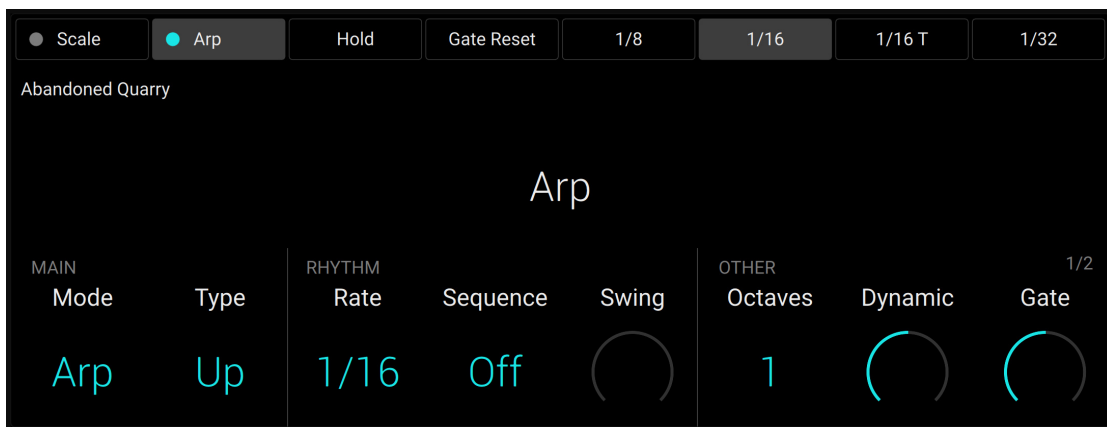 Scale Arp Hold Gate Reset 1/8 1/16 1/16 T 1/32
Abandoned Quarry
Arp
MAIN RHYTHM OTHER 1/2
Mode Type Rate Sequence Swing Octaves Dynamic Gate
Arp Up 1/16 Off 1